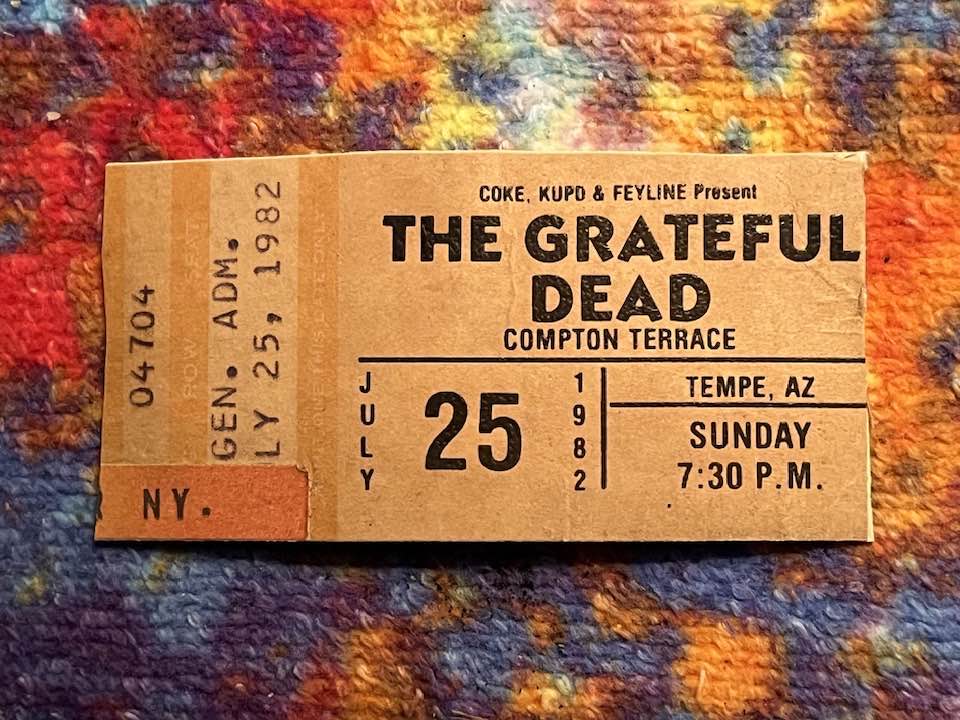 COKE, KUPD & FEYLINE Present
THE GRATEFUL
DEAD
COMPTON TERRACE
JULY
25
1982
TEMPE, AZ
SUNDAY
7:30 P.M.
04704
GEN. ADM.
LY 25, 1982
NY.
ROW